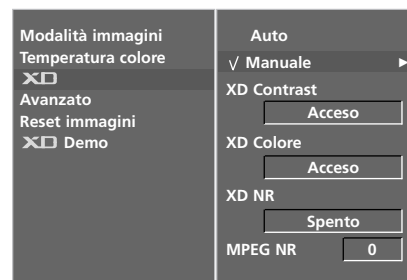 Modalità immagini
Temperatura colore
XD
Avanzato
Reset immagini
XD Demo
Auto
√ Manuale
XD Contrast
Acceso
XD Colore
Acceso
XD NR
Spento
MPEG NR 0